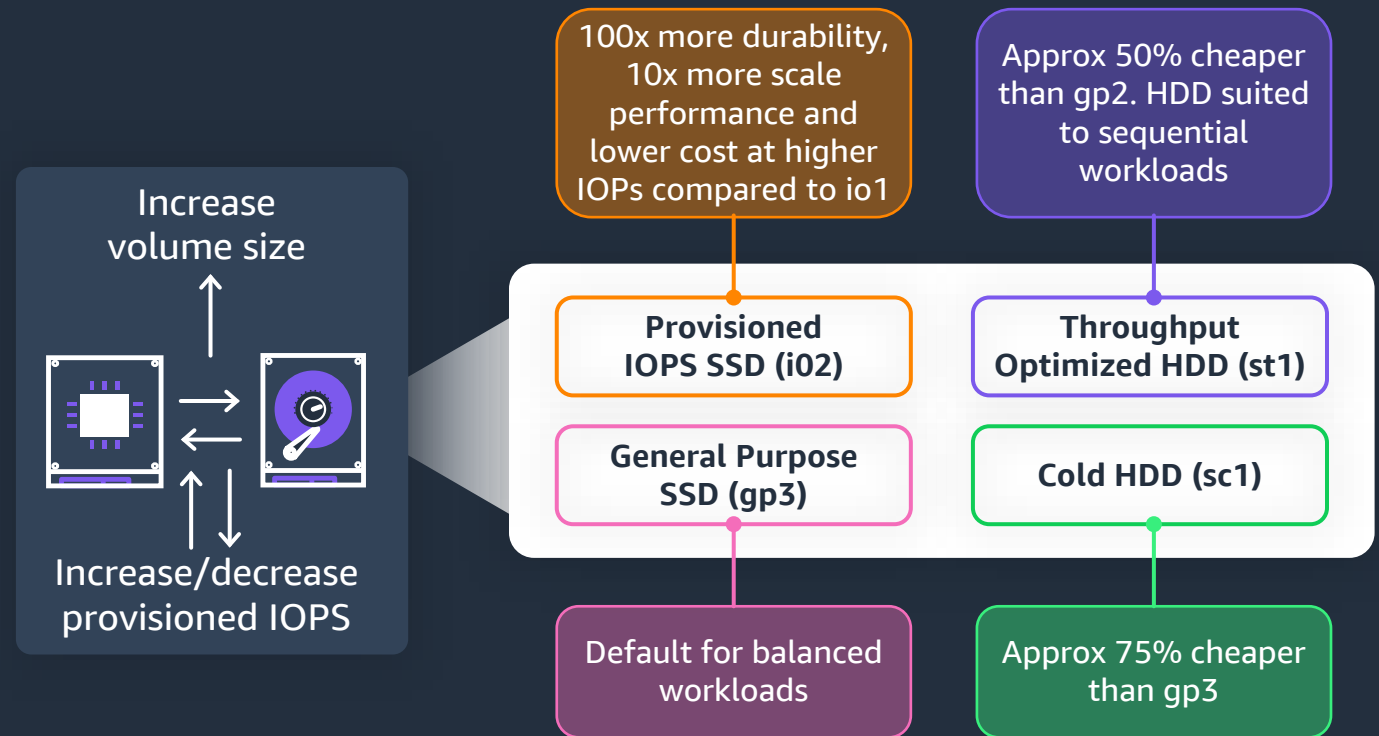 Increase
volume size
Increase/decrease
provisioned IOPS
100x more durability,
10x more scale
performance and
lower cost at higher
IOPs compared to io1
Approx 50% cheaper
than gp2. HDD suited
to sequential
workloads
Provisioned
IOPS SSD (i02)
Throughput
Optimized HDD (st1)
General Purpose
SSD (gp3)
Cold HDD (sc1)
Default for balanced
workloads
Approx 75% cheaper
than gp3